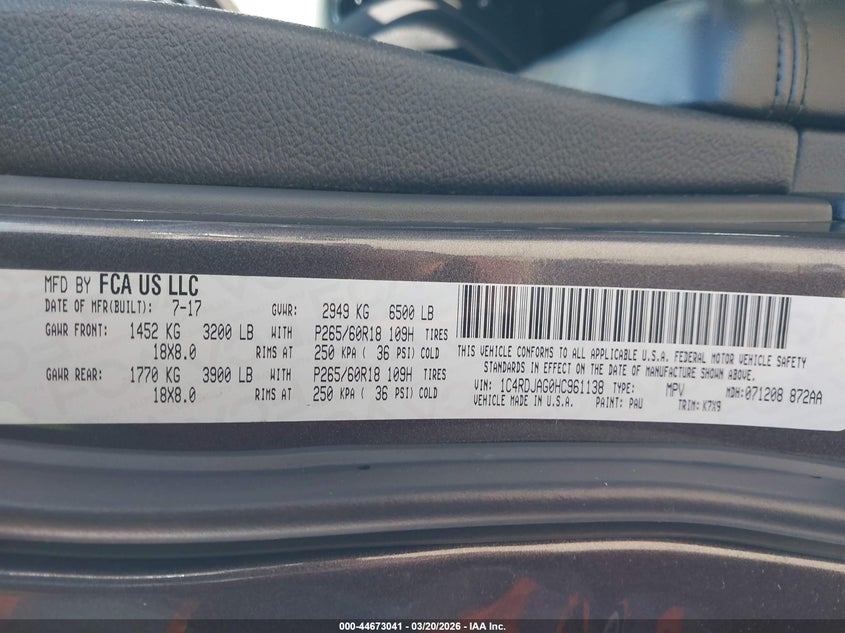 MFD BY FCA US LLC
DATE OF MFR(BUILT): 7-17 GVWR: 2949 KG 6500 LB
GAWR FRONT: 1452 KG 3200 LB WITH P265/60R18 109H TIRES
18X8.0 RIMS AT 250 KPA ( 36 PSI) COLD
GAWR REAR: 1770 KG 3900 LB WITH P265/60R18 109H TIRES
18X8.0 RIMS AT 250 KPA ( 36 PSI) COLD
THIS VEHICLE CONFORMS TO ALL APPLICABLE U.S.A. FEDERAL MOTOR VEHICLE SAFETY
STANDARDS IN EFFECT ON THE DATE OF MANUFACTURE SHOWN ABOVE.
VIN: 1C4RDJAG0HC961138 TYPE: MPV MDH: 071208 872AA
VEHICLE MADE IN U.S.A. PAINT: PAU TRIM: K7X9
000-44673041 - 03/20/2026 - IAA Inc.